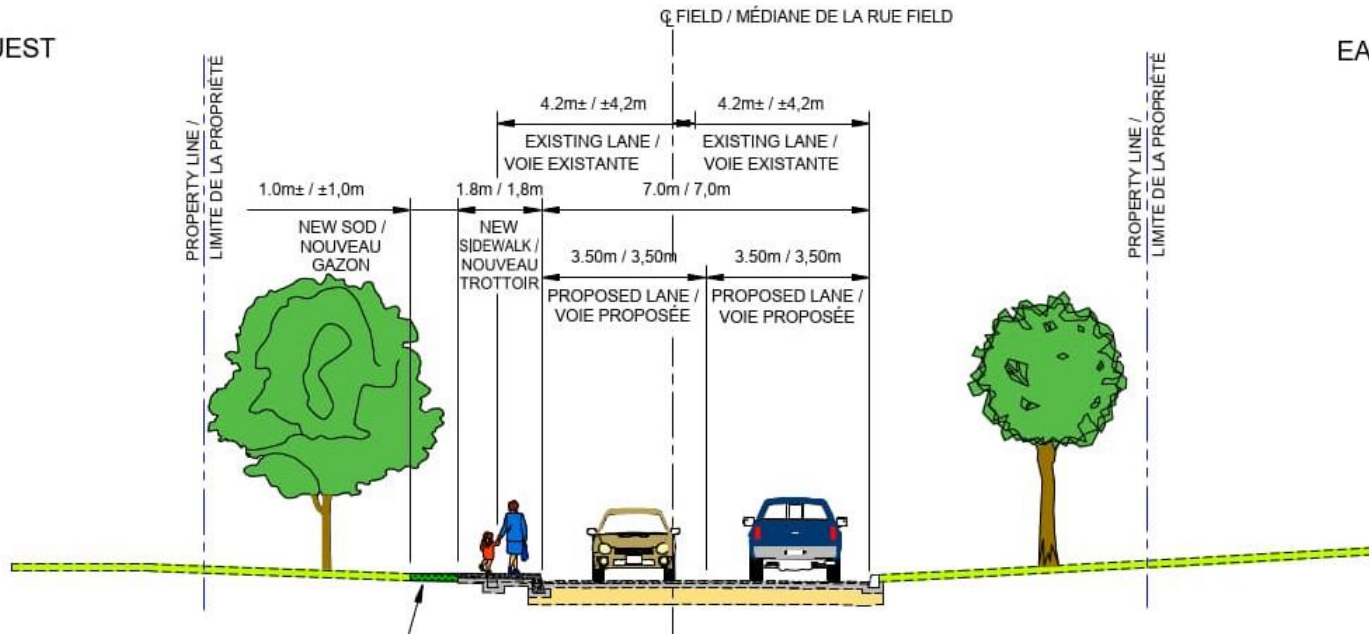 ℄ FIELD / MÉDIANE DE LA RUE FIELD
PROPERTY LINE /
LIMITE DE LA PROPRIÉTÉ
4.2m± / ±4,2m
EXISTING LANE /
VOIE EXISTANTE
4.2m± / ±4,2m
EXISTING LANE /
VOIE EXISTANTE
PROPERTY LINE /
LIMITE DE LA PROPRIÉTÉ
1.0m± / ±1,0m
NEW SOD /
NOUVEAU
GAZON
1.8m / 1,8m
NEW
SIDEWALK /
NOUVEAU
TROTTOIR
7.0m / 7,0m
3.50m / 3,50m
PROPOSED LANE /
VOIE PROPOSÉE
3.50m / 3,50m
PROPOSED LANE /
VOIE PROPOSÉE